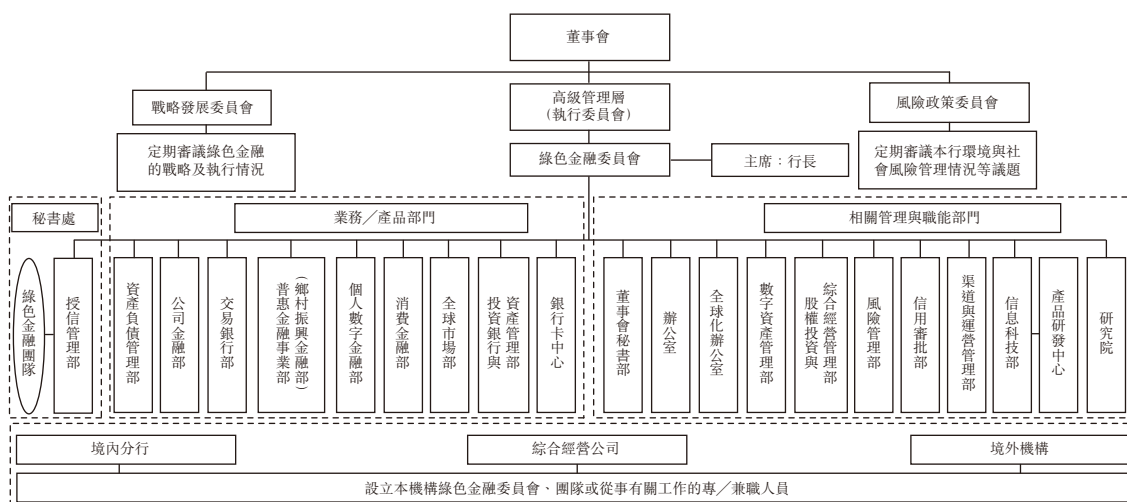 董事會
戰略發展委員會
高級管理層
(執行委員會)
風險政策委員會
定期審議綠色金融
的戰略及執行情況
綠色金融委員會
主席：行長
定期審議本行環境與社
會風險管理情況等議題
秘書處
業務／產品部門
相關管理與職能部門
綠色金融團隊
授信管理部
資產負債管理部
公司金融部
交易銀行部
普惠金融事業部
(鄉村振興金融部)
個人數字金融部
消費金融部
全球市場部
投資銀行與
資產管理部
銀行卡中心
董事會秘書部
辦公室
全球化辦公室
數字資產管理部
股權投資與
綜合經營管理部
風險管理部
信用審批部
渠道與運營管理部
信息科技部
產品研發中心
研究院
境內分行
綜合經營公司
境外機構
設立本機構綠色金融委員會、團隊或從事有關工作的專／兼職人員